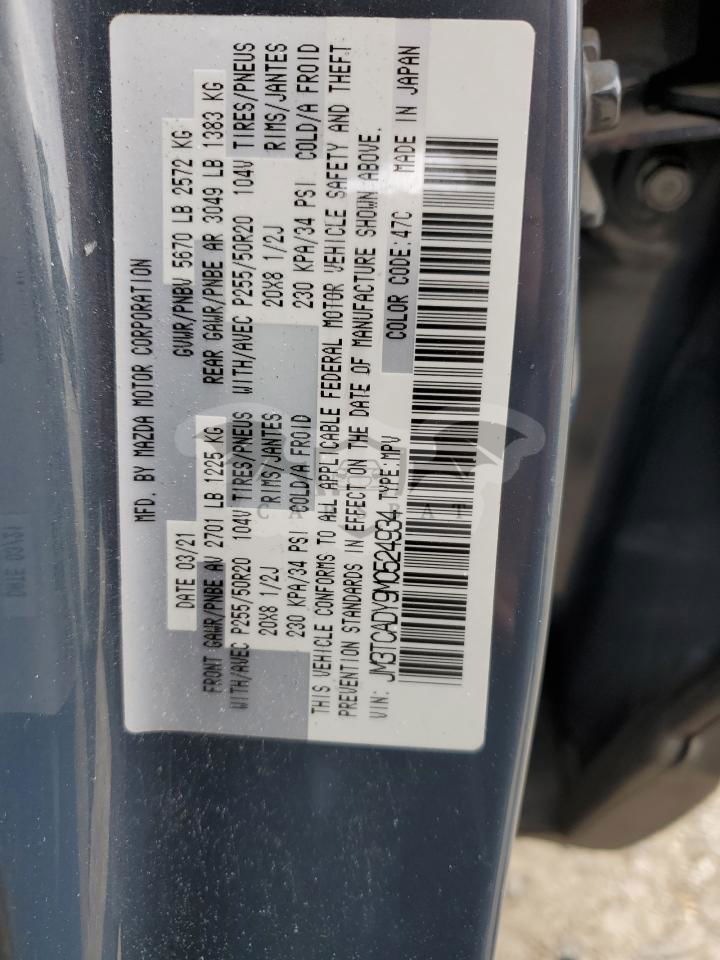 MFD. BY MAZDA MOTOR CORPORATION
DATE 03/21 GVWR/PNBV 5670 LB 2572 KG
FRONT GAWR/PNBE AV 2701 LB 1225 KG REAR GAWR/PNBE AR 3049 LB 1383 KG
WITH/AVEC P255/50R20 104V TIRES/PNEUS WITH/AVEC P255/50R20 104V TIRES/PNEUS
20X8 1/2J RIMS/JANTES 20X8 1/2J RIMS/JANTES
230 KPA/34 PSI COLD/A FROID 230 KPA/34 PSI COLD/A FROID
THIS VEHICLE CONFORMS TO ALL APPLICABLE FEDERAL MOTOR VEHICLE SAFETY AND THEFT
PREVENTION STANDARDS IN EFFECT ON THE DATE OF MANUFACTURE SHOWN ABOVE.
VIN: JM3TCADY9M0524934 TYPE:MPV COLOR CODE:47C MADE IN JAPAN